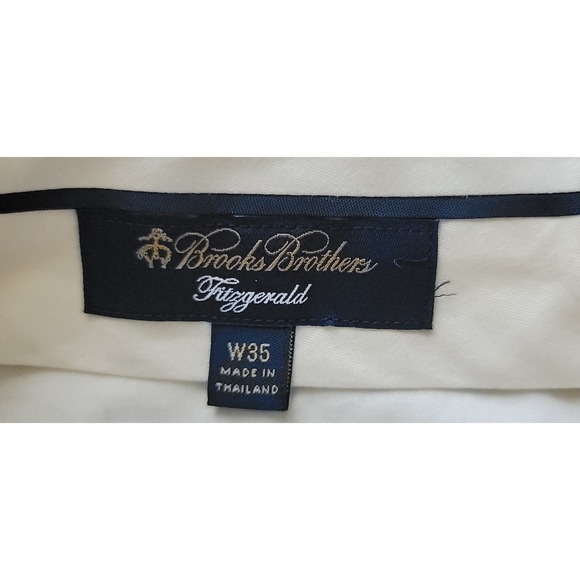 Brooks Brothers
Fitzgerald
W35
MADE IN
THAILAND